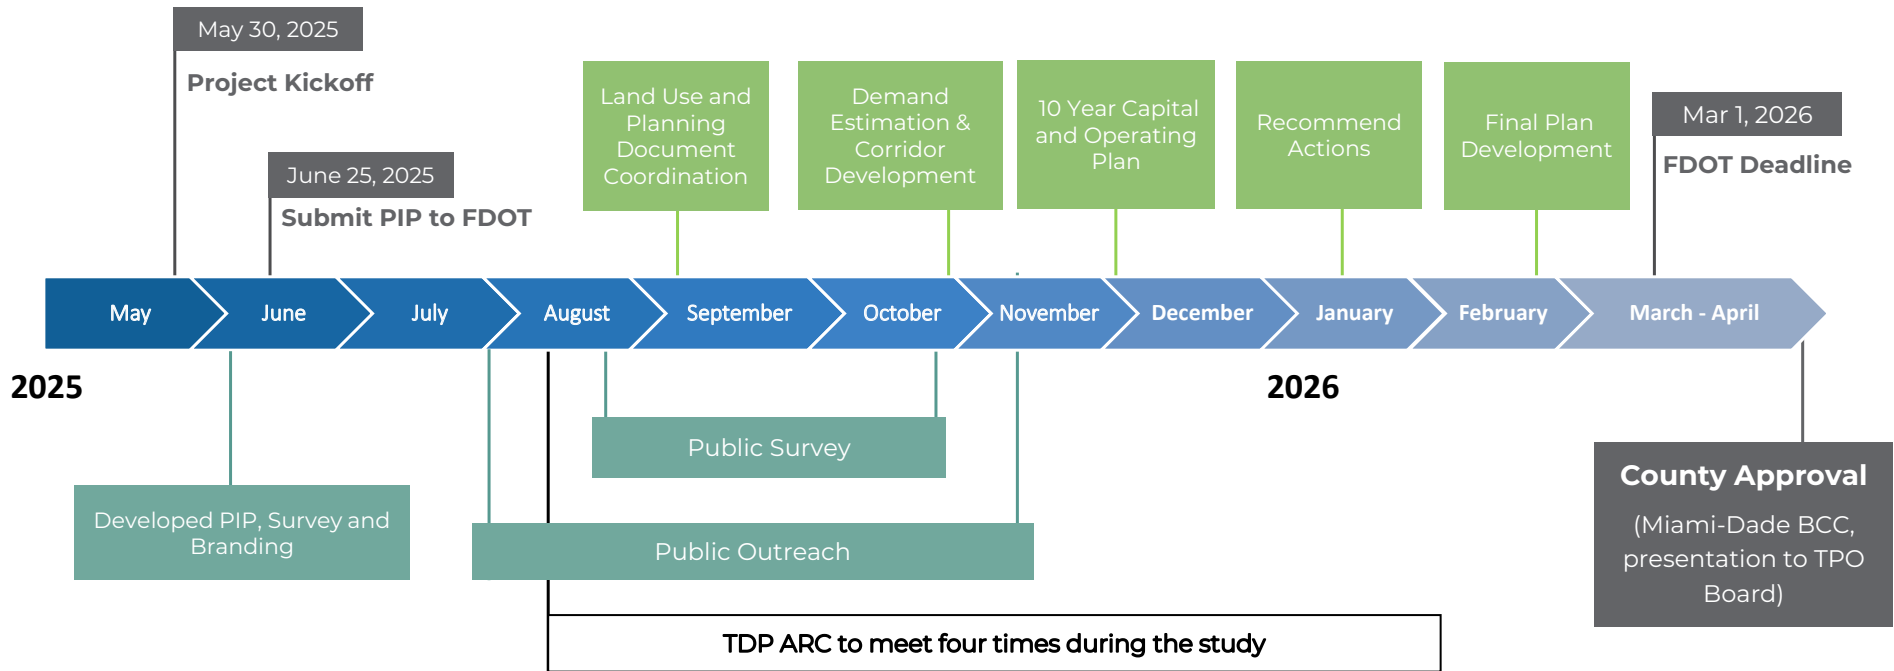 May 30, 2025
Project Kickoff
June 25, 2025
Submit PIP to FDOT
Land Use and
Planning
Document
Coordination
Demand
Estimation &
Corridor
Development
10 Year Capital
and Operating
Plan
Recommend
Actions
Final Plan
Development
Mar 1, 2026
FDOT Deadline
May
June
July
August
September
October
November
December
January
February
March - April
2025
2026
Public Survey
Developed PIP, Survey and
Branding
Public Outreach
TDP ARC to meet four times during the study
County Approval
(Miami-Dade BCC,
presentation to TPO
Board)